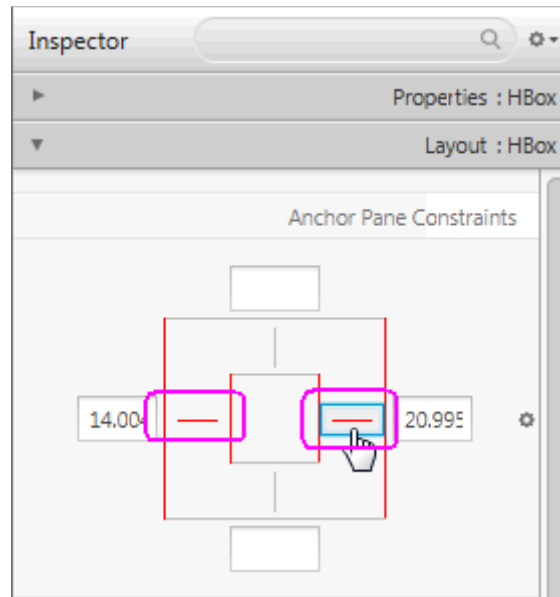 Inspector
Properties : HBox
Layout : HBox
Anchor Pane Constraints
14.004
20.995